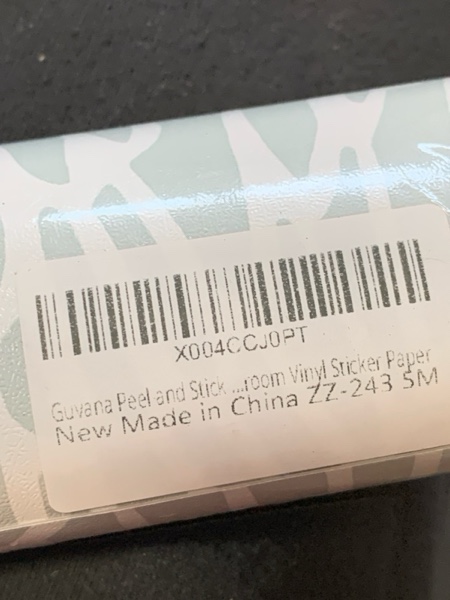 X004CCJ0PT
Guvana Peel and Stick ...room Vinyl Sticker Paper
New Made in China ZZ-243 5M